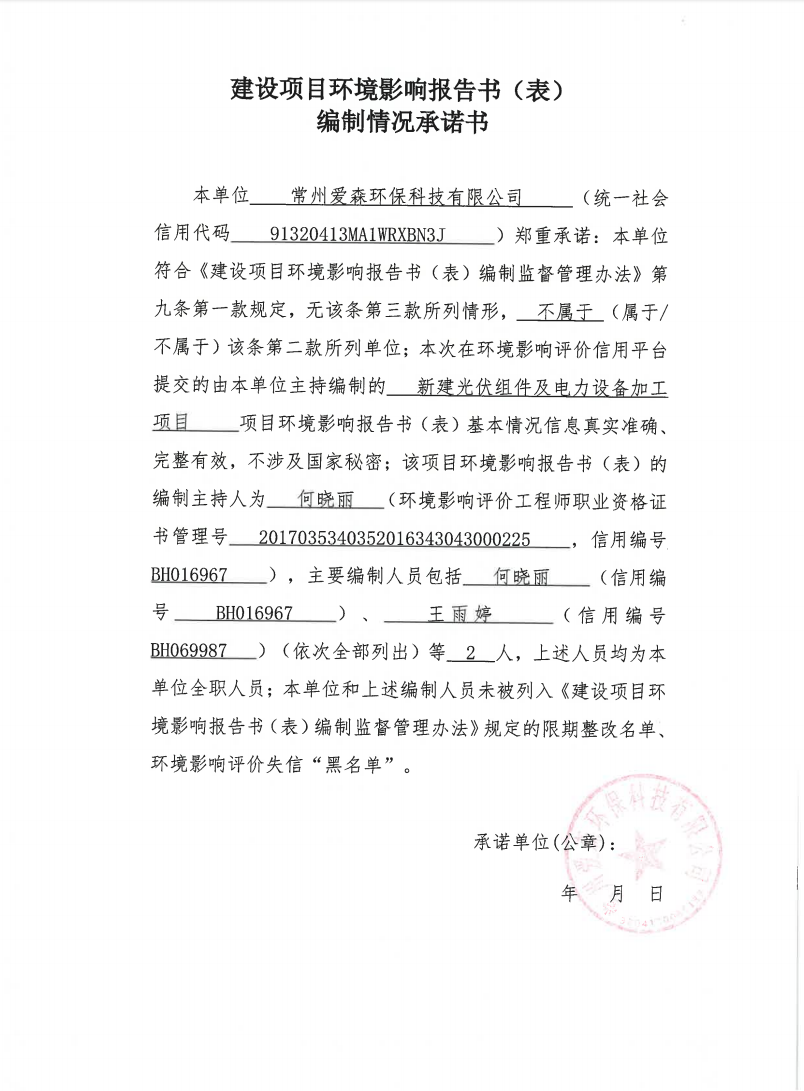 建设项目环境影响报告书（表）
编制情况承诺书
本单位 常州爱森环保科技有限公司 （统一社会
信用代码 91320413MA1WRXBN3J ）郑重承诺：本单位
符合《建设项目环境影响报告书（表）编制监督管理办法》第
九条第一款规定，无该条第三款所列情形， 不属于 （属于/
不属于）该条第二款所列单位；本次在环境影响评价信用平台
提交的由本单位主持编制的 新建光伏组件及电力设备加工
项目 项目环境影响报告书（表）基本情况信息真实准确、
完整有效，不涉及国家秘密；该项目环境影响报告书（表）的
编制主持人为 何晓丽 （环境影响评价工程师职业资格证
书管理号 2017035340352016343043000225 ，信用编号
BH016967 ），主要编制人员包括 何晓丽 （信用编
号 BH016967 ）、 王雨婷 （信用编号
BH069987 ）（依次全部列出）等 2 人，上述人员均为本
单位全职人员；本单位和上述编制人员未被列入《建设项目环
境影响报告书（表）编制监督管理办法》规定的限期整改名单、
环境影响评价失信“黑名单”。
承诺单位(公章)：
年 月 日
环保科技有限公司